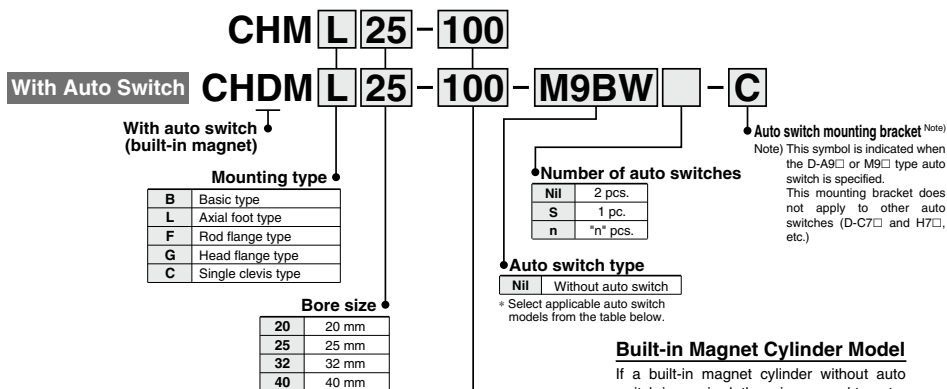 CHM L 25 - 100
With Auto Switch CHDM L 25 - 100 - M9BW □ - C
With auto switch
(built-in magnet)
Mounting type
B Basic type
L Axial foot type
F Rod flange type
G Head flange type
C Single clevis type
Bore size
20 20 mm
25 25 mm
32 32 mm
40 40 mm
Number of auto switches
Nil 2 pcs.
S 1 pc.
n "n" pcs.
Auto switch type
Nil Without auto switch
* Select applicable auto switch
models from the table below.
Auto switch mounting bracket Note)
Note) This symbol is indicated when
the D-A9□ or M9□ type auto
switch is specified.
This mounting bracket does
not apply to other auto
switches (D-C7□ and H7□,
etc.)
Built-in Magnet Cylinder Model
If a built-in magnet cylinder without auto